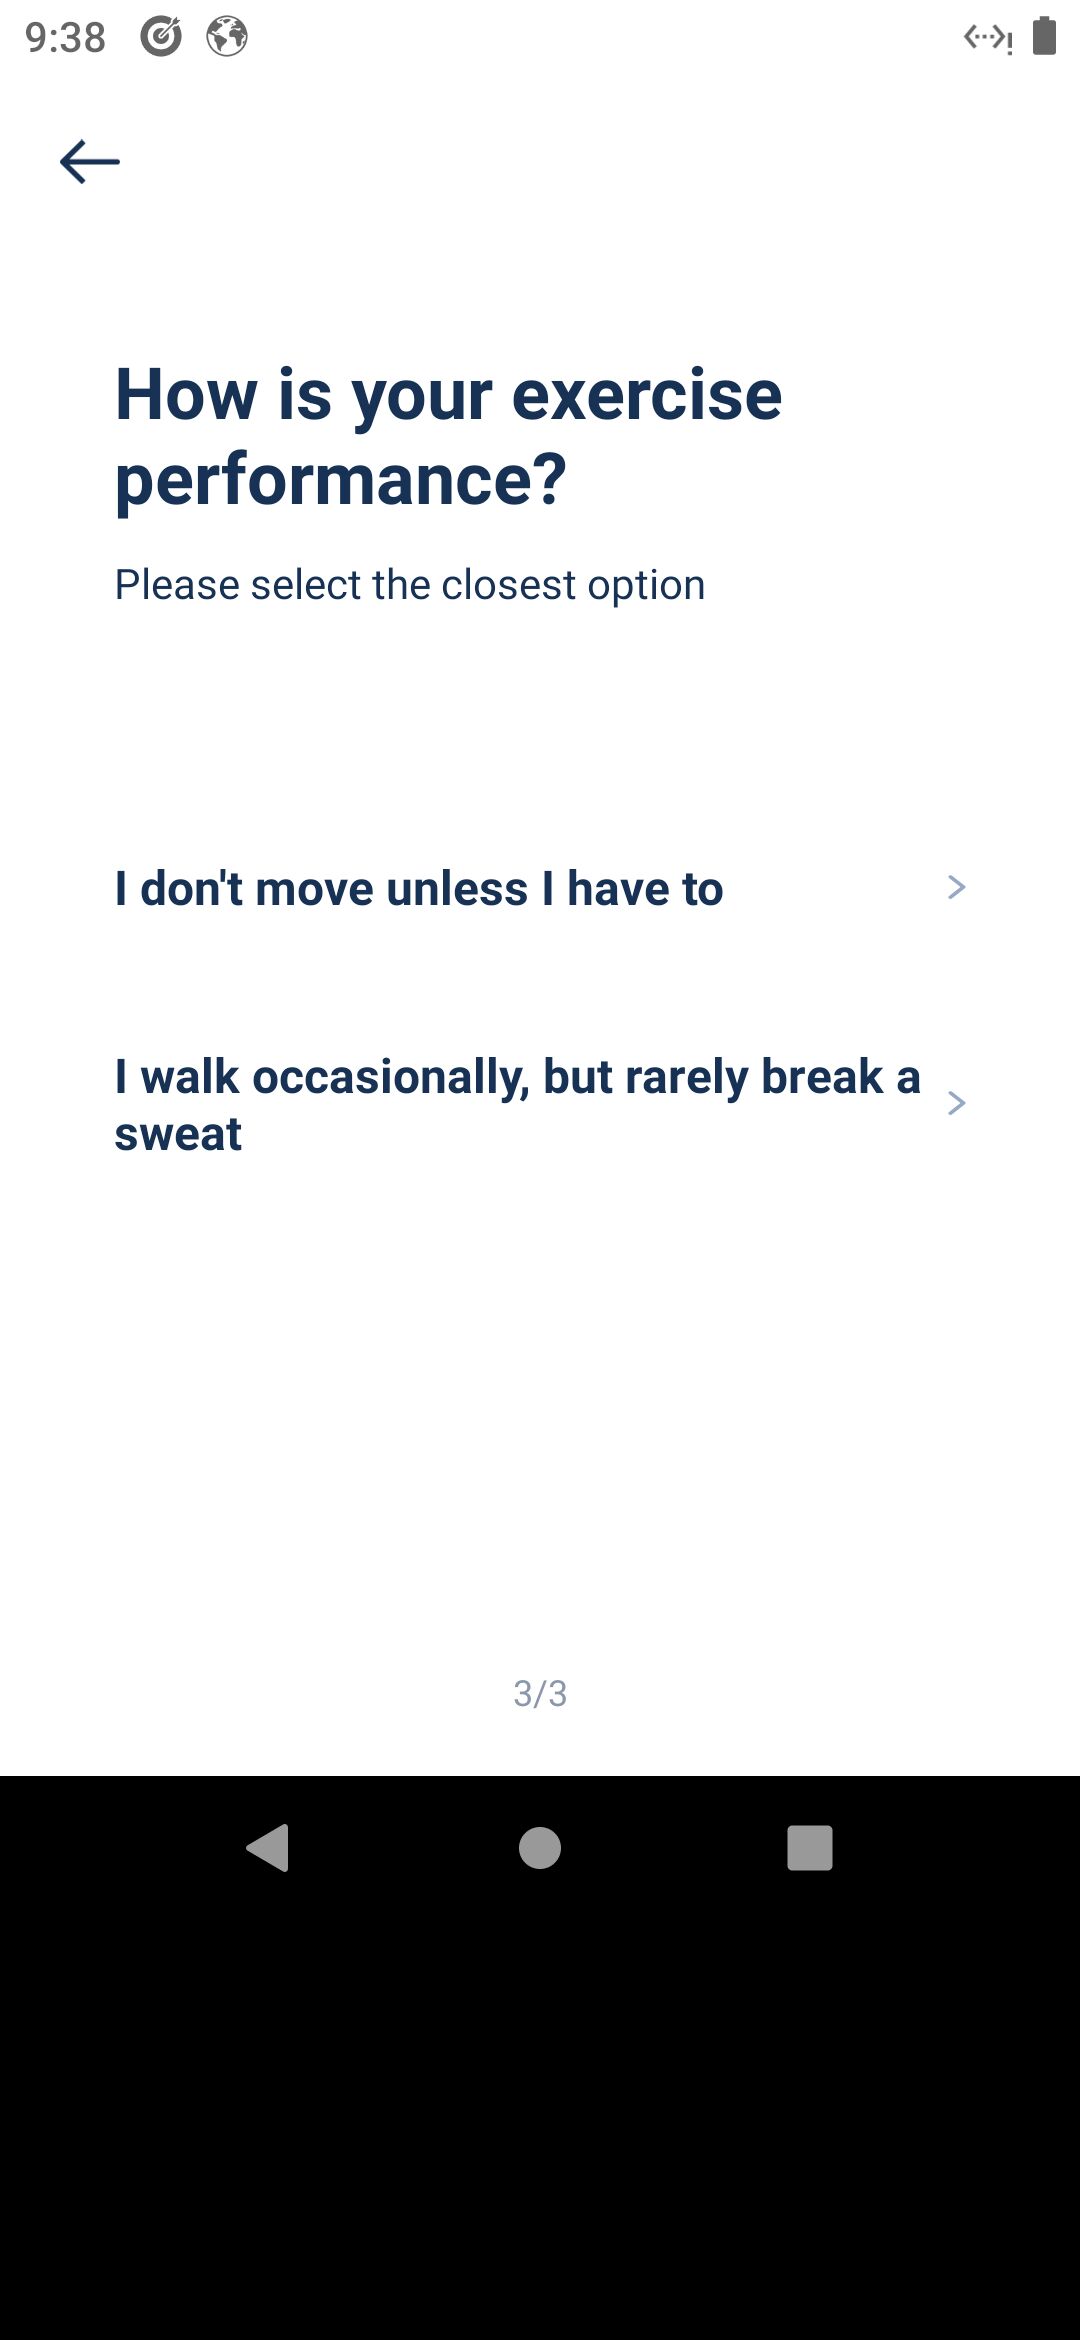 9:38
How is your exercise
performance?
Please select the closest option
I don't move unless I have to
I walk occasionally, but rarely break a
sweat
3/3